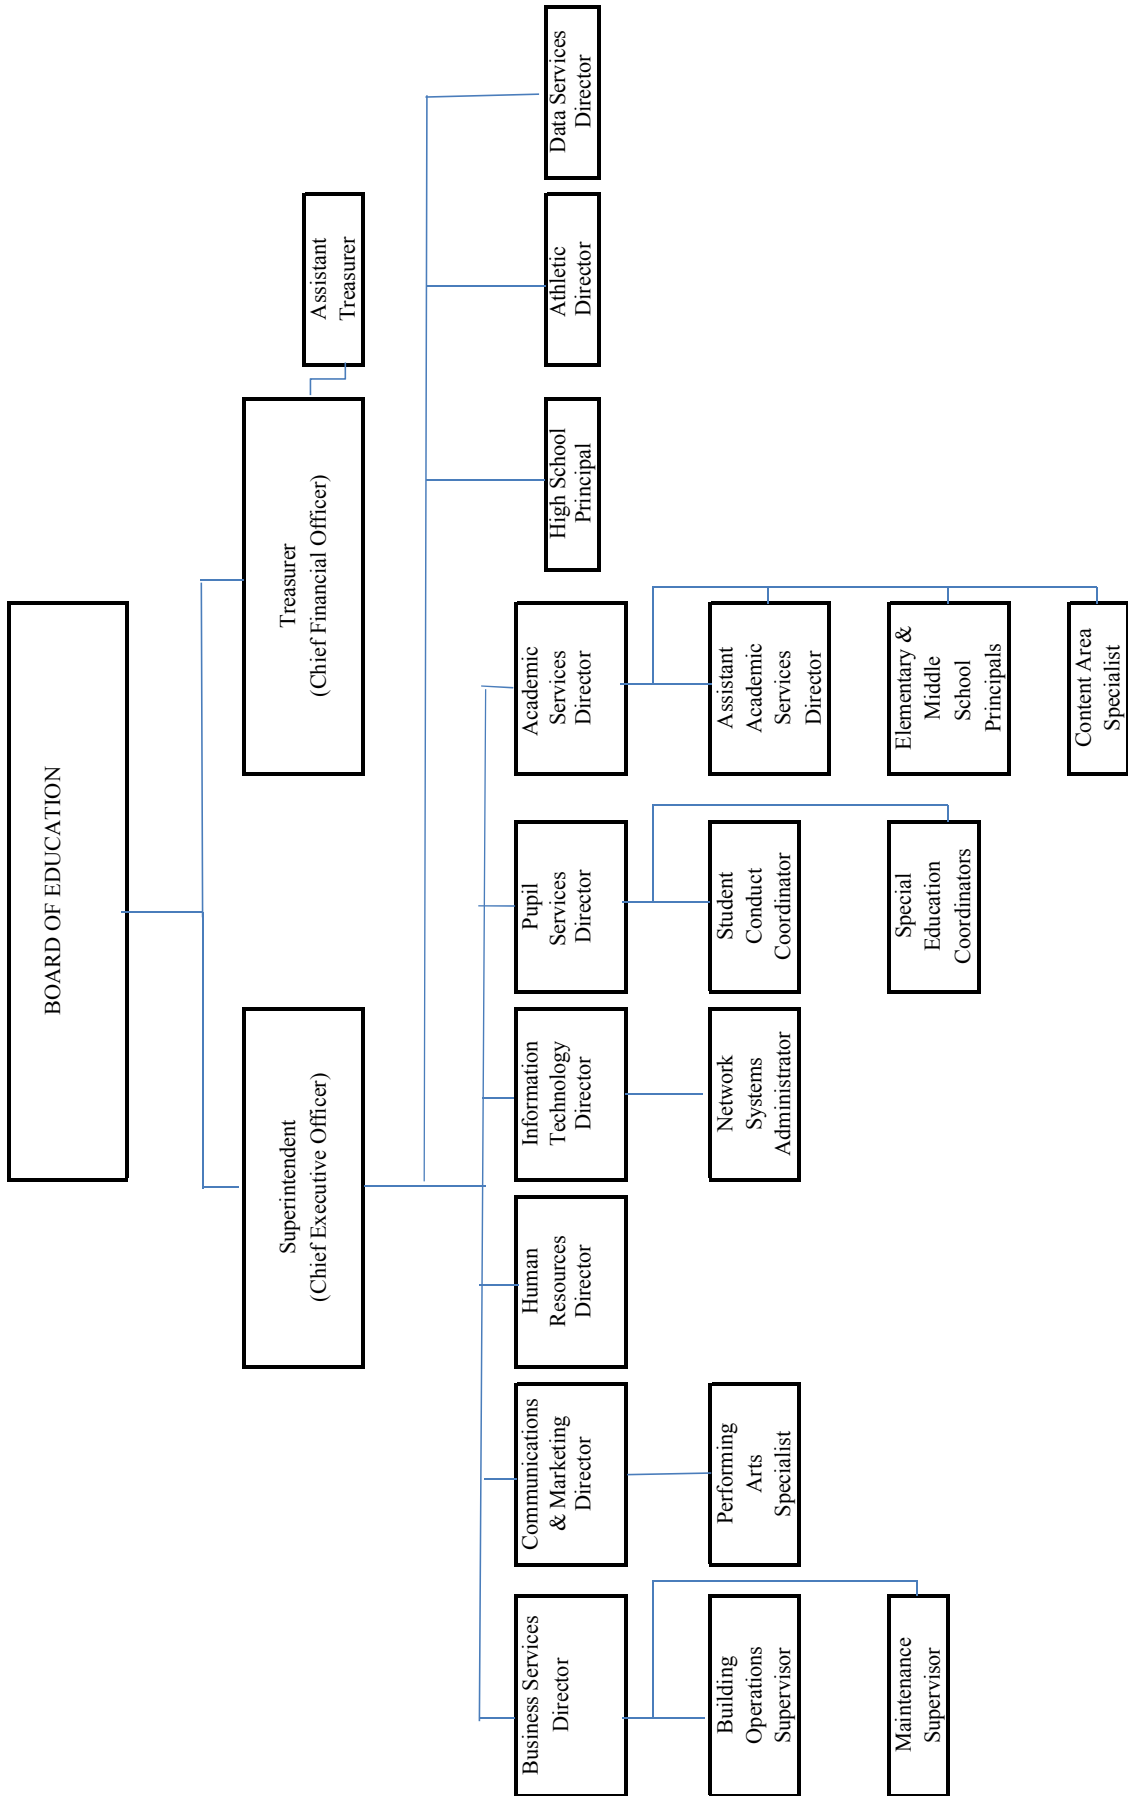 BOARD OF EDUCATION
Superintendent
(Chief Executive Officer)
Treasurer
(Chief Financial Officer)
Assistant
Treasurer
Business Services
Director
Communications
& Marketing
Director
Human
Resources
Director
Information
Technology
Director
Pupil
Services
Director
Academic
Services
Director
High School
Principal
Athletic
Director
Data Services
Director
Building
Operations
Supervisor
Performing
Arts
Specialist
Network
Systems
Administrator
Student
Conduct
Coordinator
Assistant
Academic
Services
Director
Maintenance
Supervisor
Special
Education
Coordinators
Elementary &
Middle
School
Principals
Content Area
Specialist